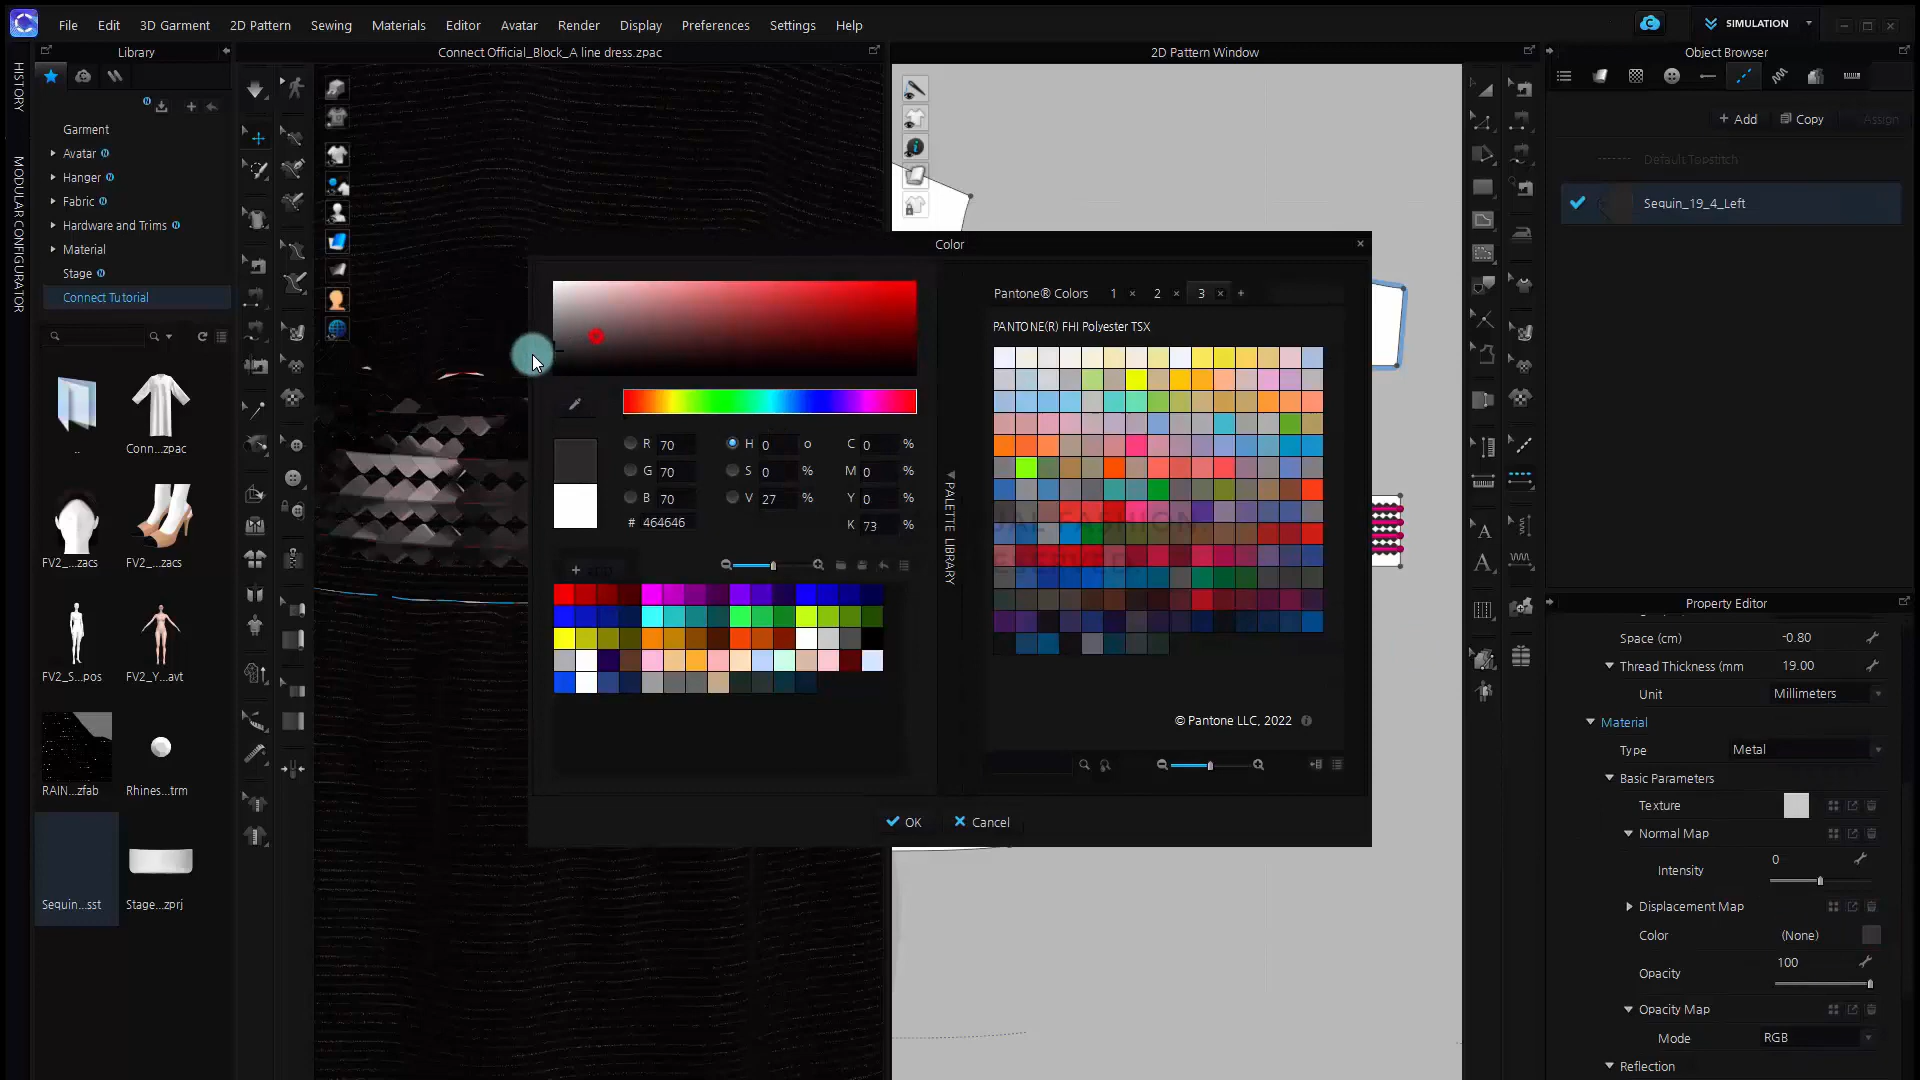 File Edit 3D Garment 2D Pattern Sewing Materials Editor Avatar Render Display Preferences Settings Help
SIMULATION
HISTORY
MODULAR CONFIGURATOR
Library
Garment
Avatar
Hanger
Fabric
Hardware and Trims
Material
Stage
Connect Tutorial
..
Conn...zpac
FV2_...zacs
FV2_...zacs
FV2_S...pos
FV2_Y...avt
RAIN...zfab
Rhines...trm
Sequin...sst
Stage...zprj
Connect Official_Block_A line dress.zpac
2D Pattern Window
Color
R 70
G 70
B 70
# 464646
H 0 o
S 0 %
V 27 %
C 0 %
M 0 %
Y 0 %
K 73 %
PALETTE LIBRARY
Pantone® Colors 1 2 3
PANTONE(R) FHI Polyester TSX
© Pantone LLC, 2022
OK Cancel
Object Browser
Add Copy Assign
Default Topstitch
Sequin_19_4_Left
Property Editor
Space (cm) -0.80
Thread Thickness (mm 19.00
Unit Millimeters
Material
Type Metal
Basic Parameters
Texture
Normal Map
Intensity 0
Displacement Map
Color (None)
Opacity 100
Opacity Map
Mode RGB
Reflection